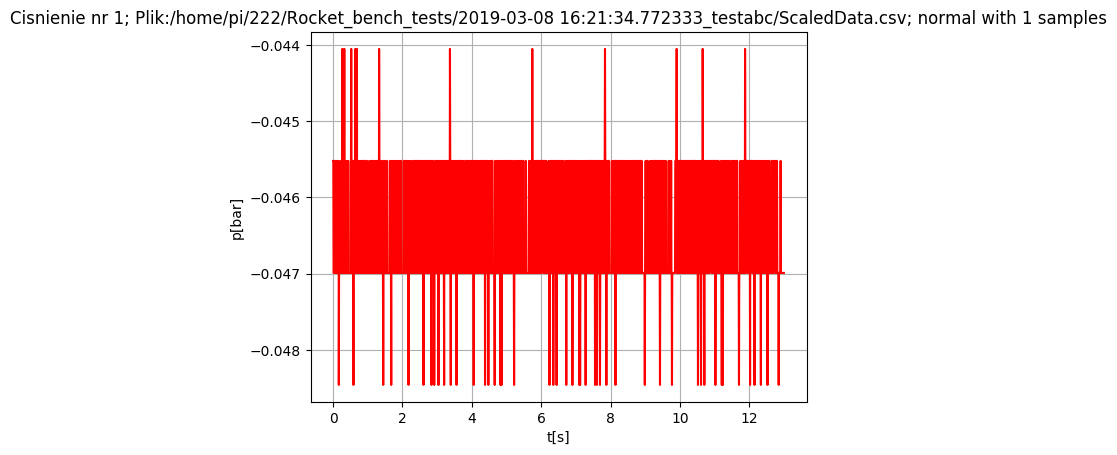 Cisnienie nr 1; Plik:/home/pi/222/Rocket_bench_tests/2019-03-08 16:21:34.772333_testabc/ScaledData.csv; normal with 1 samples
−0.044
−0.045
−0.046
−0.047
−0.048
p[bar]
0 2 4 6 8 10 12
t[s]